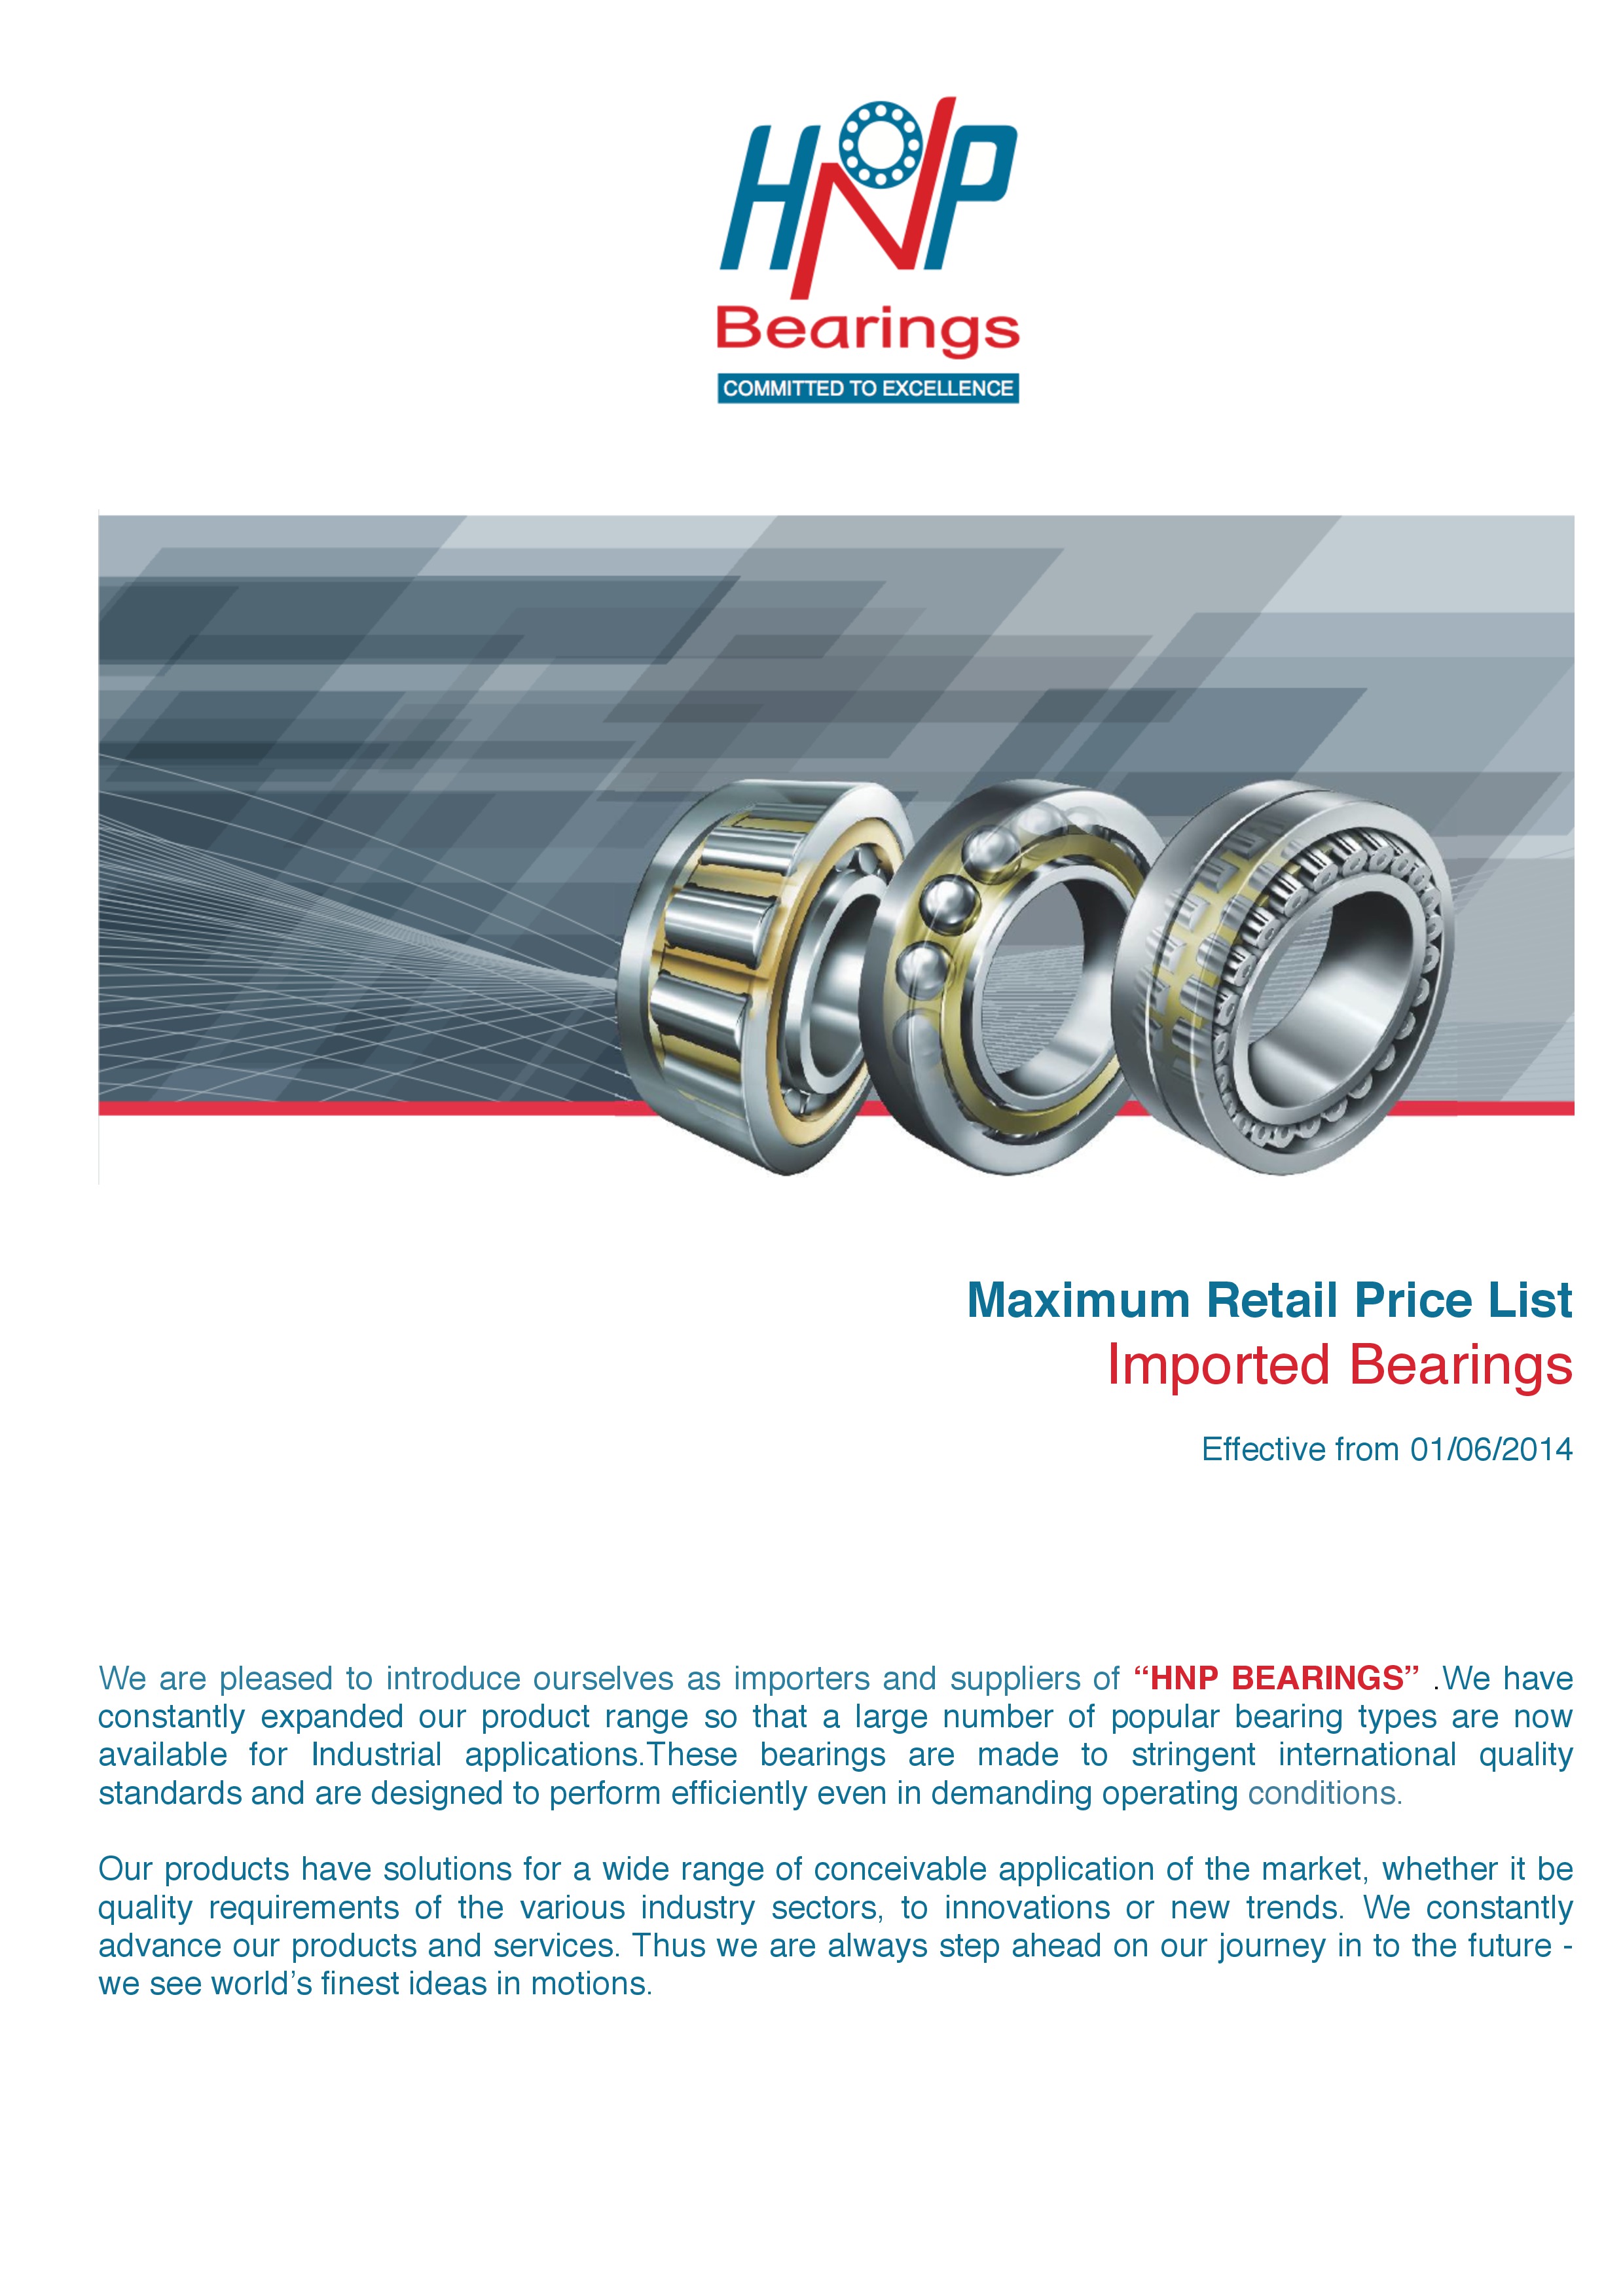 HNP
Bearings
COMMITTED TO EXCELLENCE
Maximum Retail Price List
Imported Bearings
Effective from 01/06/2014
We are pleased to introduce ourselves as importers and suppliers of “HNP BEARINGS” .We have
constantly expanded our product range so that a large number of popular bearing types are now
available for Industrial applications.These bearings are made to stringent international quality
standards and are designed to perform efficiently even in demanding operating conditions.
Our products have solutions for a wide range of conceivable application of the market, whether it be
quality requirements of the various industry sectors, to innovations or new trends. We constantly
advance our products and services. Thus we are always step ahead on our journey in to the future -
we see world’s finest ideas in motions.